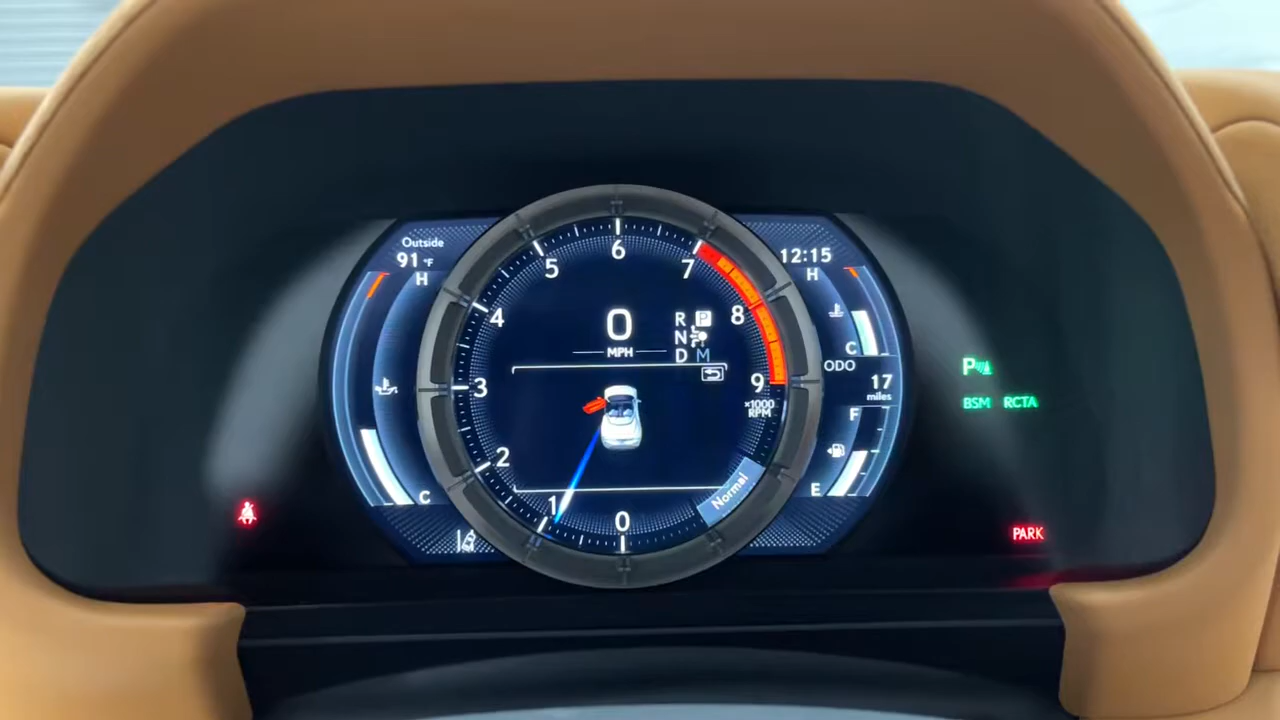 Outside
91 °F
H
C
0
1
2
3
4
5
6
7
8
9
×1000
RPM
0
MPH
R P
N
D M
Normal
12:15
H
C
ODO
17
miles
F
E
P
BSM RCTA
PARK